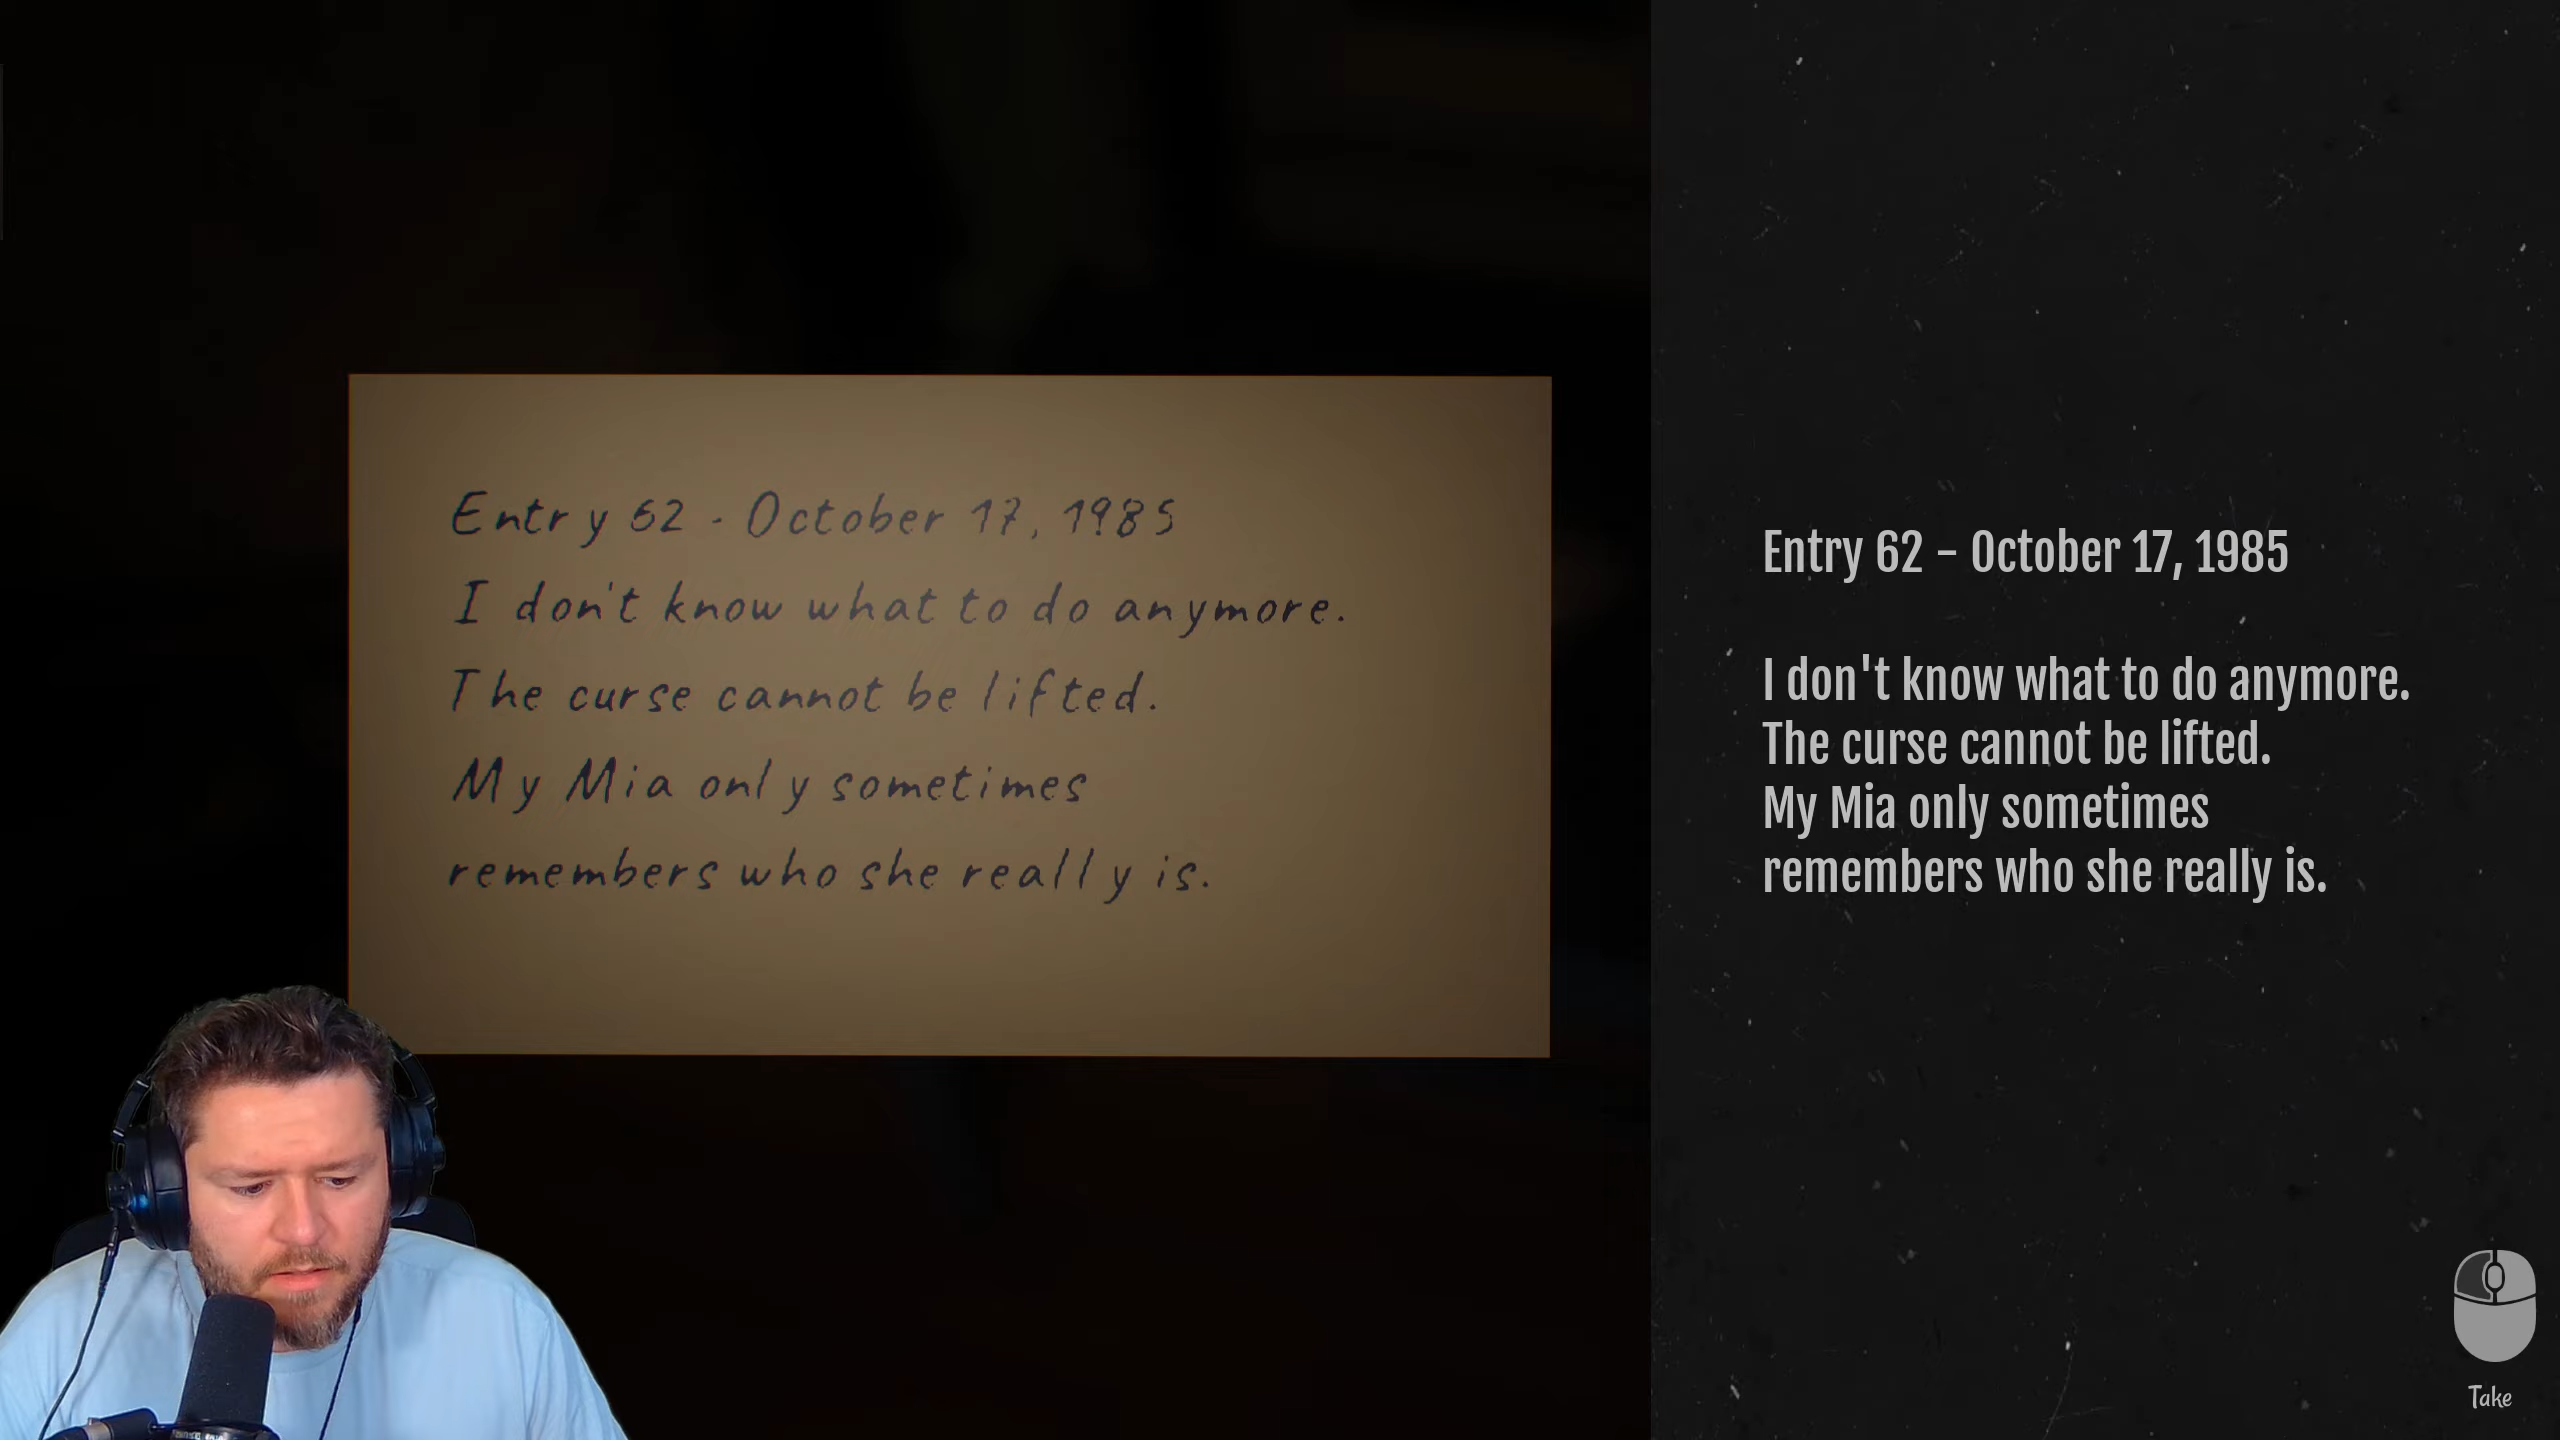 Entry 62 - October 17, 1985
I don't know what to do anymore.
The curse cannot be lifted.
My Mia only sometimes
remembers who she really is.
Entry 62 - October 17, 1985
I don't know what to do anymore.
The curse cannot be lifted.
My Mia only sometimes
remembers who she really is.
Take